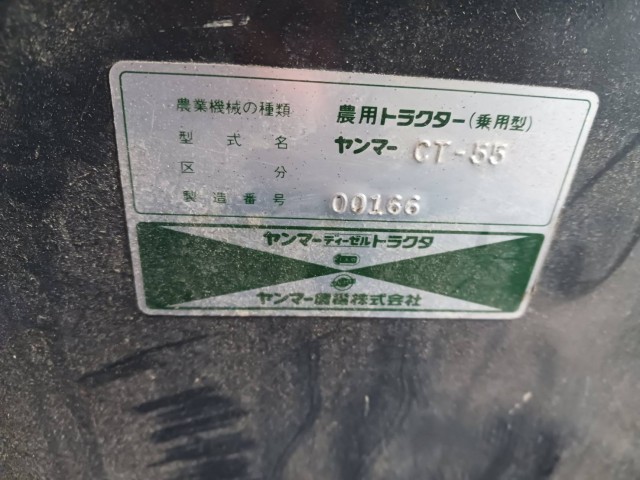 農業機械の種類 農用トラクター(乗用型)
型式名 ヤンマー CT-55
区分
製造番号 00166
ヤンマーディーゼルトラクタ
ヤンマー農機株式会社